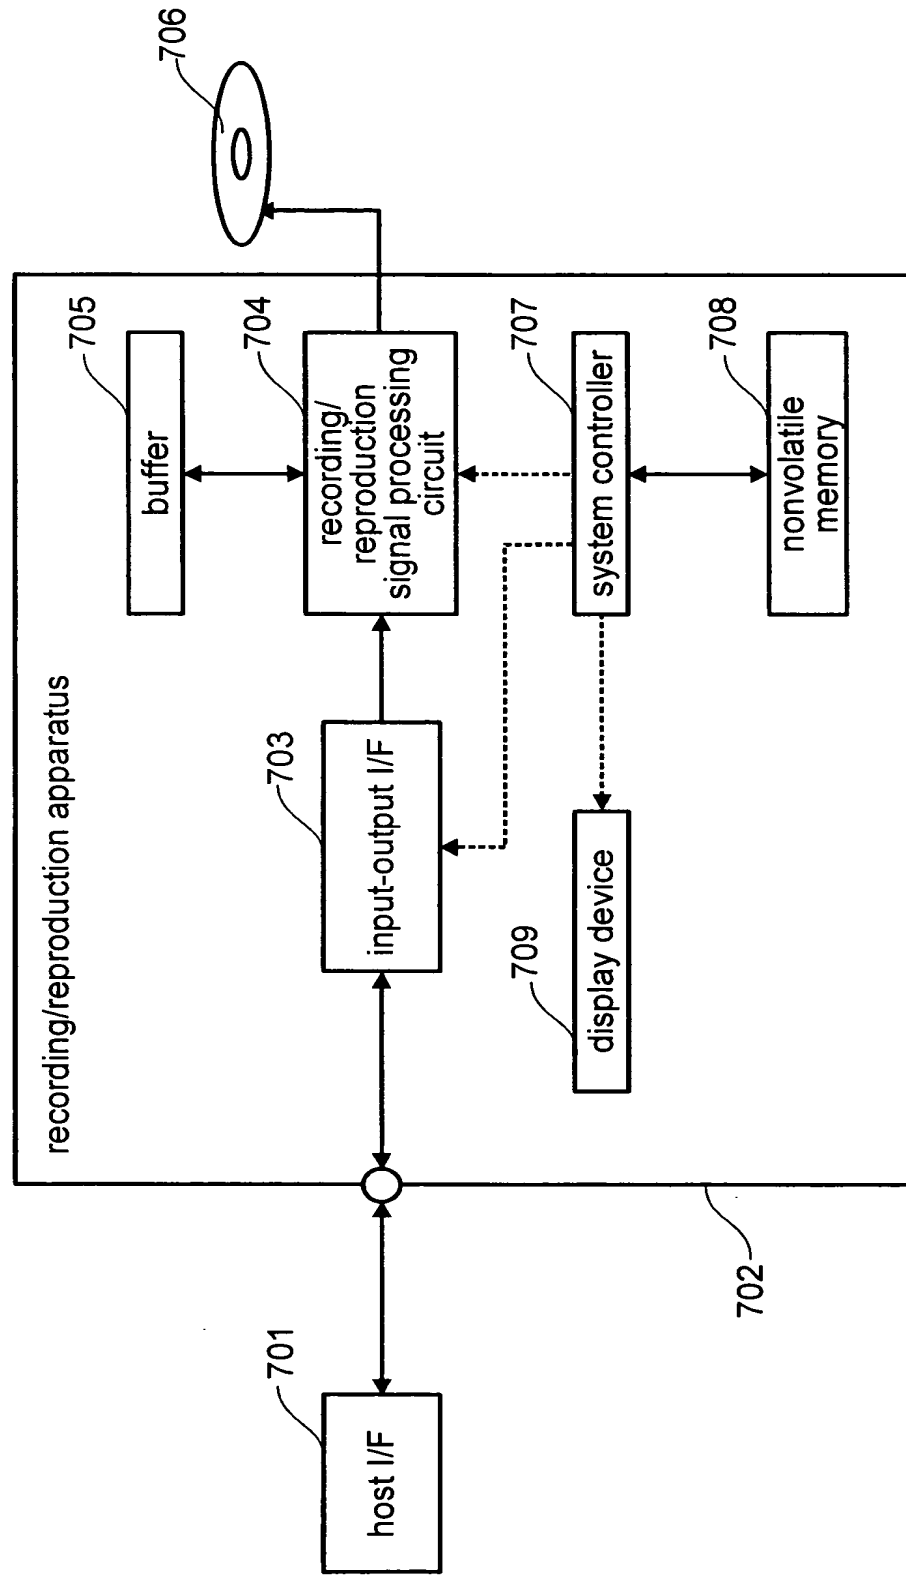 recording/reproduction apparatus
705
buffer
706
704
recording/
reproduction
signal processing
circuit
701
host I/F
703
input-output I/F
707
system controller
709
display device
708
nonvolatile
memory
702